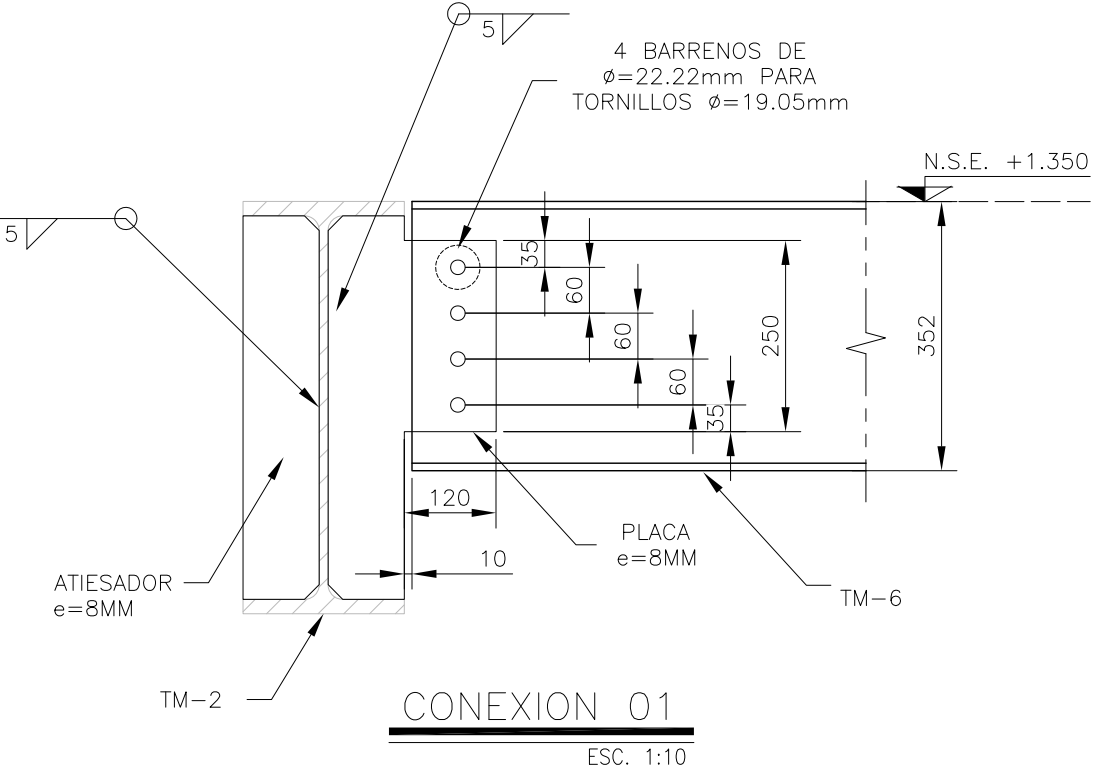 5
4 BARRENOS DE
ø=22.22mm PARA
TORNILLOS ø=19.05mm
N.S.E. +1.350
5
35
60
60
60
35
250
352
120
10
PLACA
e=8MM
ATIESADOR
e=8MM
TM-6
TM-2
CONEXION 01
ESC. 1:10